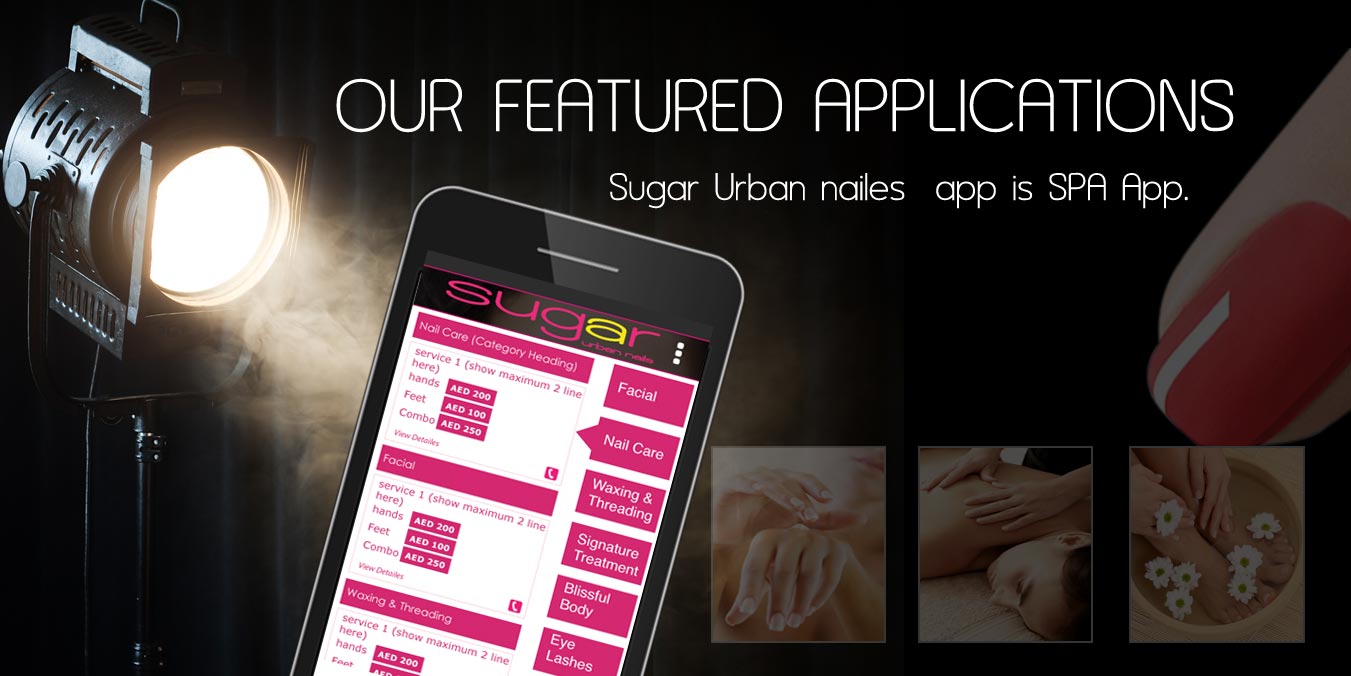 OUR FEATURED APPLICATIONS
Sugar Urban nailes app is SPA App.
sugar
urban nails
Nail Care (Category Heading)
service 1 (show maximum 2 line
here)
hands AED 200
Feet AED 100
Combo AED 250
View Detailes
Facial
service 1 (show maximum 2 line
here)
hands AED 200
Feet AED 100
Combo AED 250
View Detailes
Waxing & Threading
service 1 (show maximum 2 line
here)
hands AED 200
Feet
Facial
Nail Care
Waxing &
Threading
Signature
Treatment
Blissful
Body
Eye
Lashes